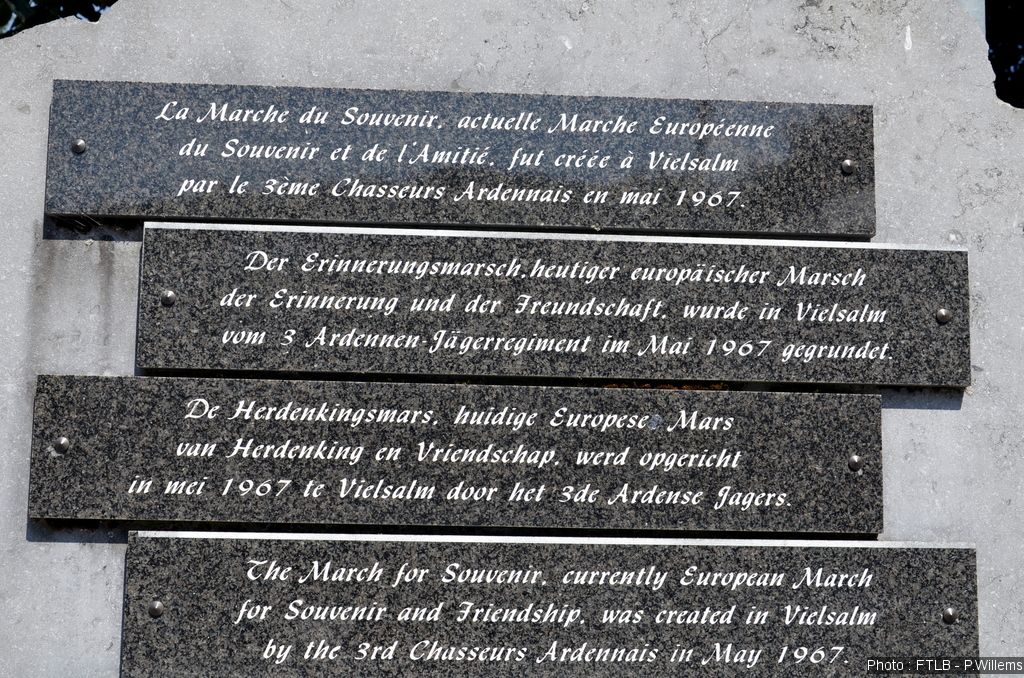 La Marche du Souvenir, actuelle Marche Européenne
du Souvenir et de l'Amitié, fut créée à Vielsalm
par le 3ème Chasseurs Ardennais en mai 1967.
Der Erinnerungsmarsch, heutiger europäischer Marsch
der Erinnerung und der Freundschaft, wurde in Vielsalm
vom 3 Ardennen-Jägerregiment im Mai 1967 gegrundet.
De Herdenkingsmars, huidige Europese Mars
van Herdenking en Vriendschap, werd opgericht
in mei 1967 te Vielsalm door het 3de Ardense Jagers.
The March for Souvenir, currently European March
for Souvenir and Friendship, was created in Vielsalm
by the 3rd Chasseurs Ardennais in May 1967.
Photo : FTLB - P.Willems